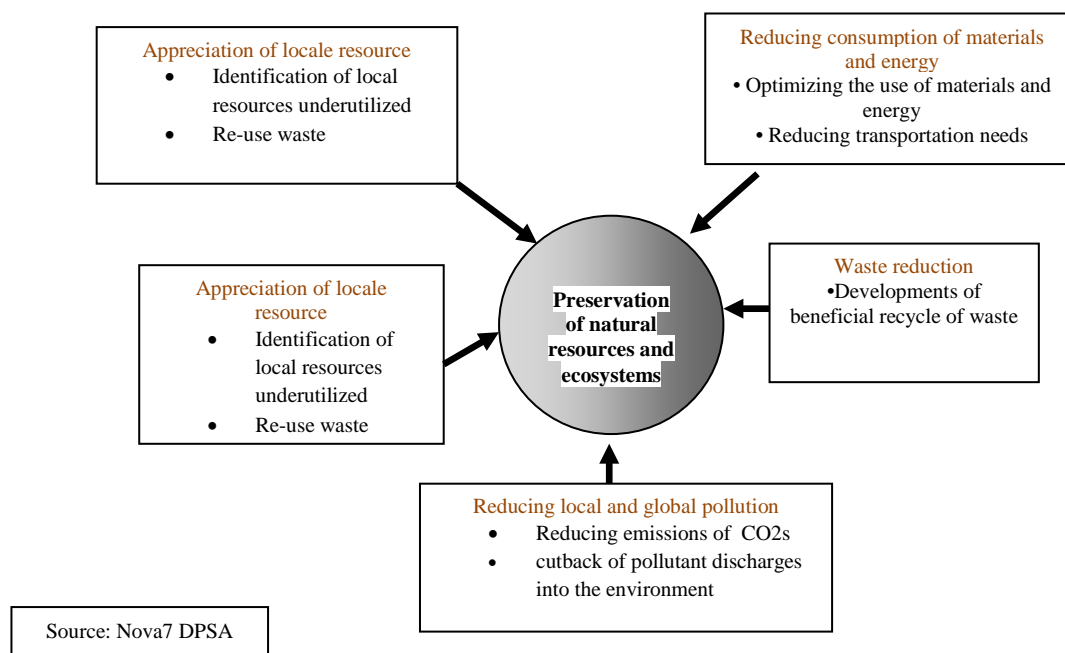 Appreciation of locale resource
• Identification of local
resources underutilized
• Re-use waste
Reducing consumption of materials
and energy
• Optimizing the use of materials and
energy
• Reducing transportation needs
Appreciation of locale
resource
• Identification of
local resources
underutilized
• Re-use waste
Preservation
of natural
resources and
ecosystems
Waste reduction
•Developments of
beneficial recycle of waste
Reducing local and global pollution
• Reducing emissions of CO2s
• cutback of pollutant discharges
into the environment
Source: Nova7 DPSA